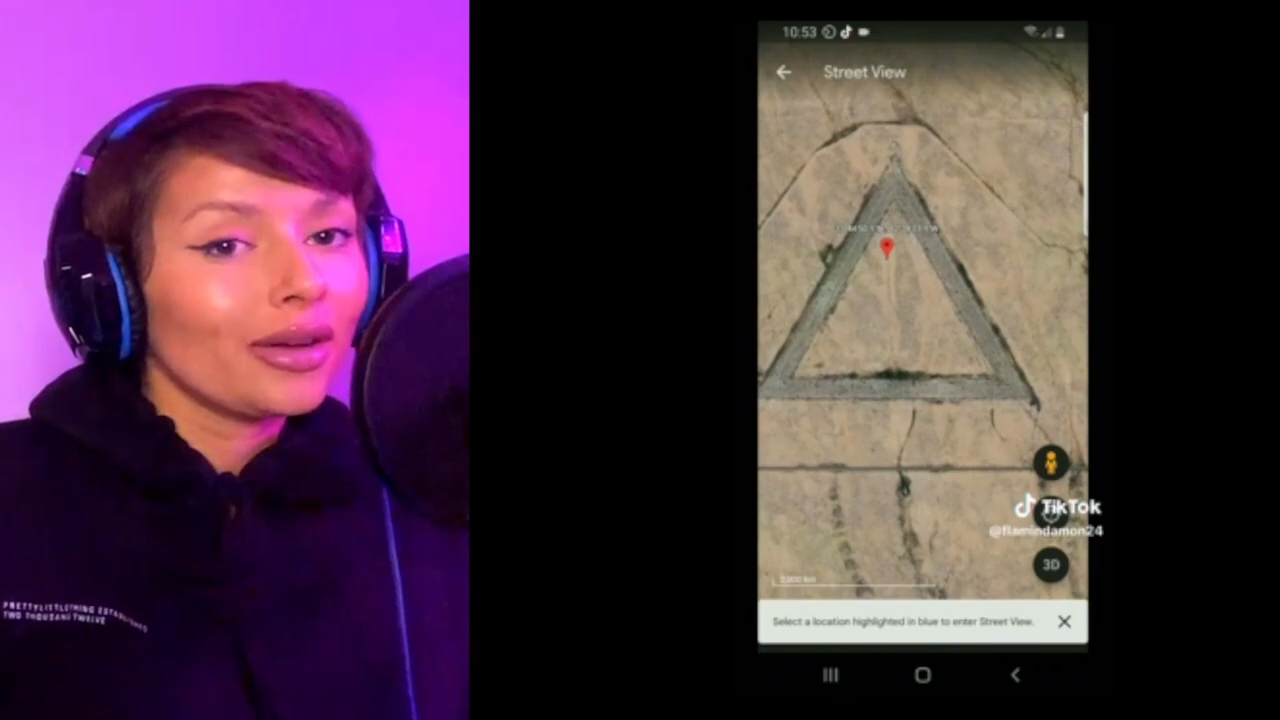 PRETTYLITTLETHING ESTABLISHED
TWO THOUSAND TWELVE
10:53
Street View
TikTok
@flamindamon24
3D
Select a location highlighted in blue to enter Street View.